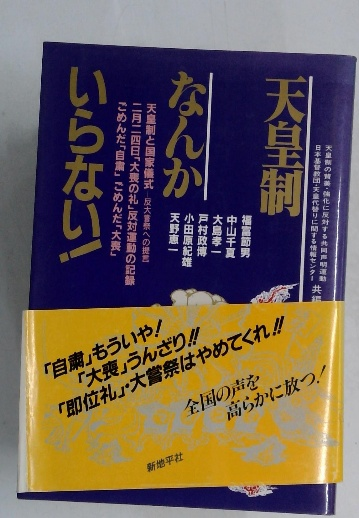 天皇制の賛美・強化に反対する共同声明運動
日本基督教団・天皇代替りに関する情報センター
共編
天皇制
なんか
いらない!
福富節男
中山千夏
大島孝一
戸村政博
小田原紀雄
天野恵一
天皇制と国家儀式〔反大嘗祭への提言〕
二月二四日「大喪の礼」反対運動の記録
ごめんだ「自粛」ごめんだ「大喪」
「自粛」もういや!
「大喪」うんざり!!
「即位礼」・大嘗祭はやめてくれ!!
全国の声を
高らかに放つ!
新地平社